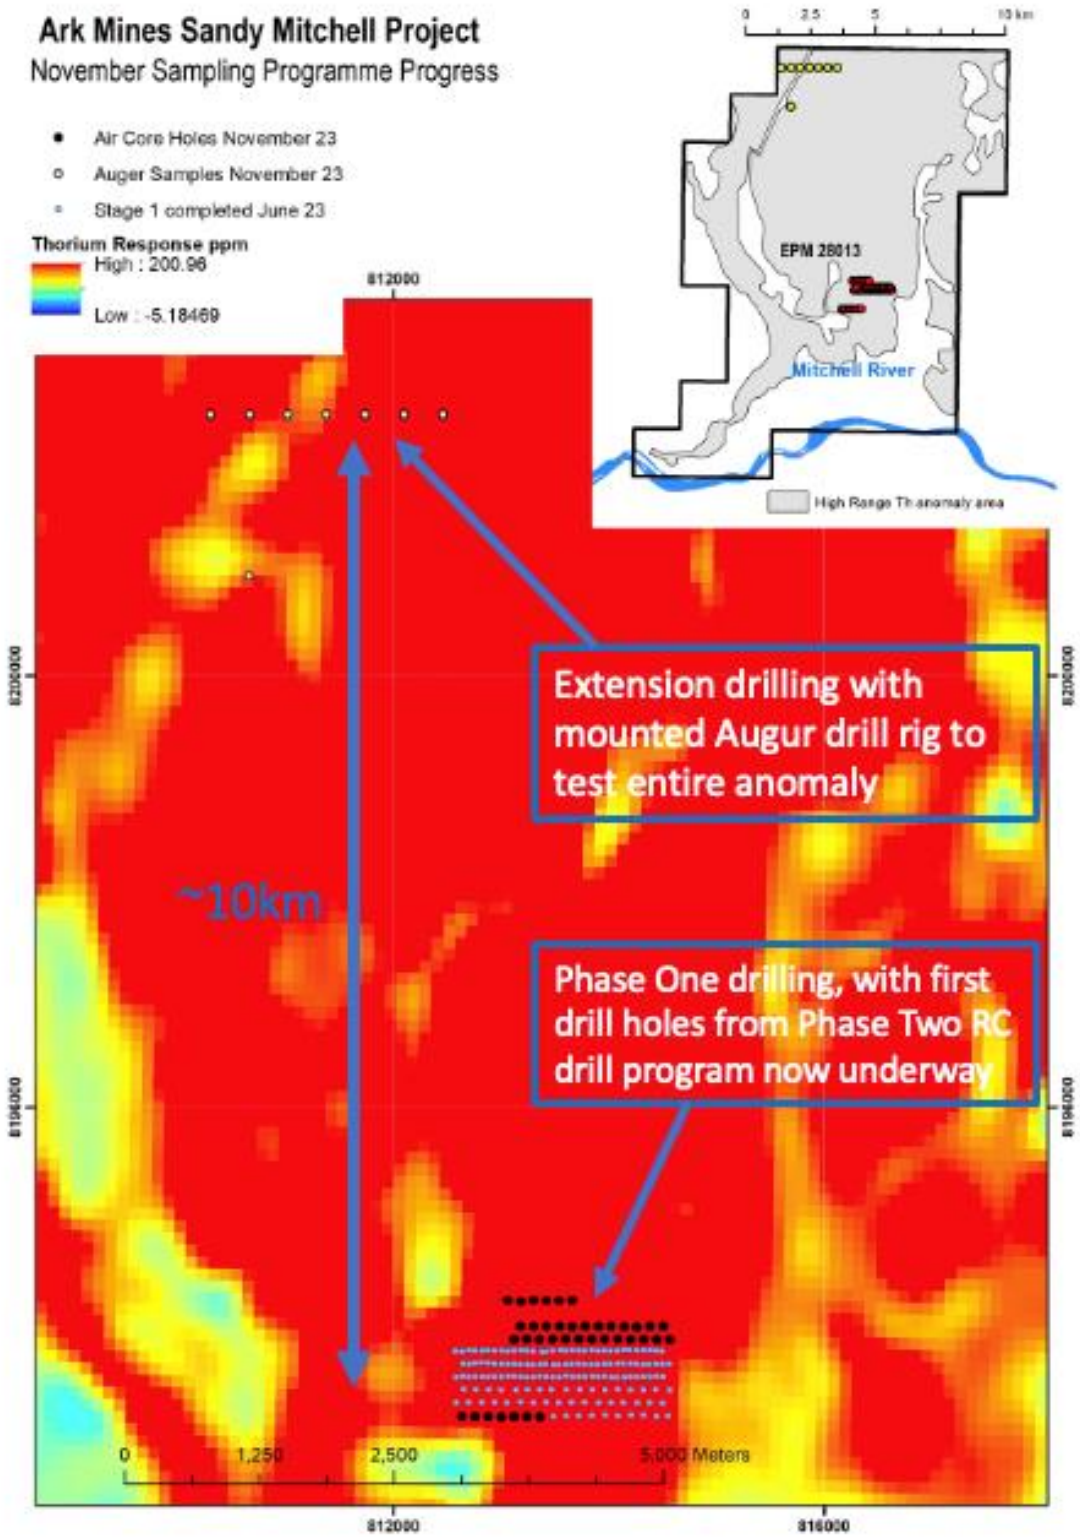 Ark Mines Sandy Mitchell Project
November Sampling Programme Progress
Air Core Holes November 23
Auger Samples November 23
Stage 1 completed June 23
Thorium Response ppm
High : 200.96
Low : -5.18469
0 2.5 5 10 km
EPM 28013
Mitchell River
High Range Th anomaly area
812000
8200000
8200000
Extension drilling with
mounted Augur drill rig to
test entire anomaly
~10km
Phase One drilling, with first
drill holes from Phase Two RC
drill program now underway
8196000
8196000
0 1,250 2,500 5,000 Meters
812000
816000